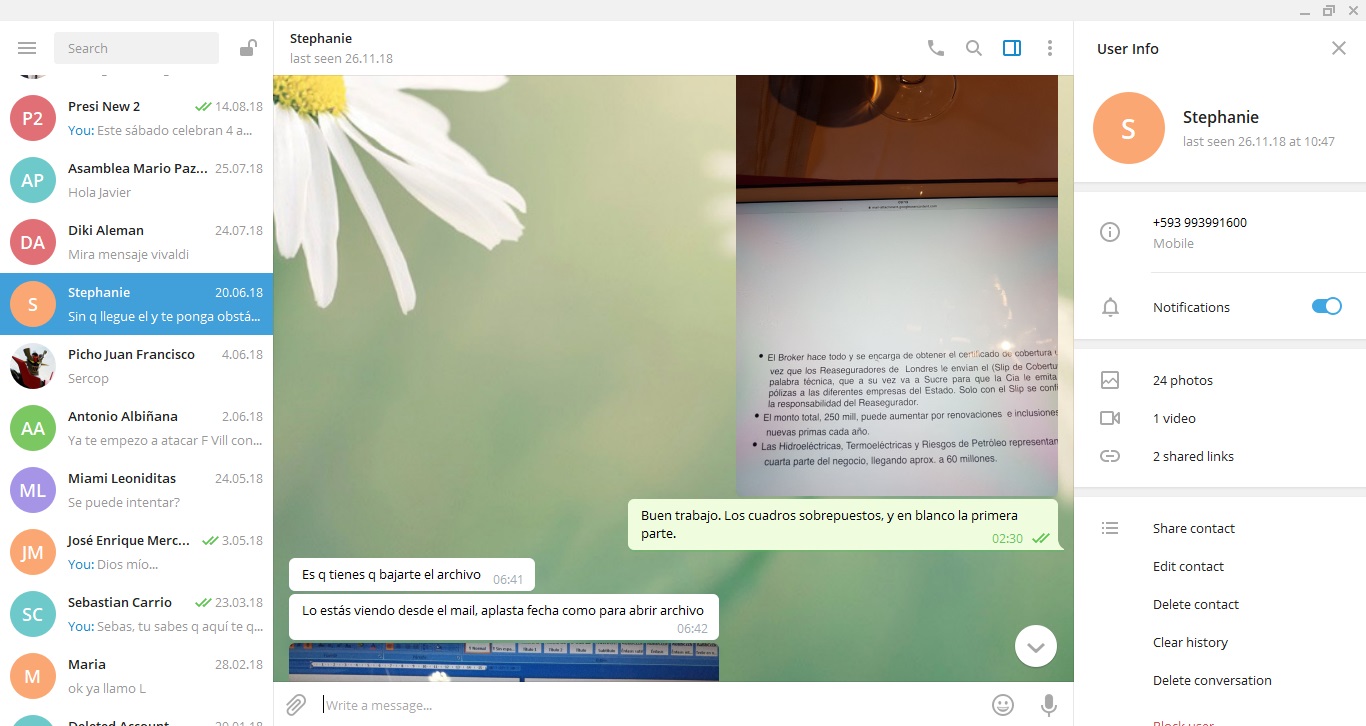 Search
Presi New 2
14.08.18
P2
You: Este sábado celebran 4 a...
Asamblea Mario Paz...
25.07.18
AP
Hola Javier
Diki Aleman
24.07.18
DA
Mira mensaje vivaldi
Stephanie
20.06.18
S
Sin q llegue el y te ponga obstá...
Picho Juan Francisco
4.06.18
Sercop
Antonio Albiñana
2.06.18
AA
Ya te empezo a atacar F Vill con...
Miami Leoniditas
24.05.18
ML
Se puede intentar?
José Enrique Merc...
3.05.18
JM
You: Dios mío...
Sebastian Carrio
23.03.18
SC
You: Sebas, tu sabes q aquí te q...
Maria
28.02.18
M
ok ya llamo L
Deleted Account
Stephanie
last seen 26.11.18
El Broker hace todo y se encarga de obtener el certificado de cobertura
vez que los Reaseguradores de Londres le envian el (Slip de Cobertu
palabra técnica, que a su vez va a Sucre para que la Cia le emita
pólizas a las diferentes empresas del Estado. Solo con el Slip se confi
la responsabilidad del Reasegurador.
El monto total, 250 mill, puede aumentar por renovaciones e inclusiones
nuevas primas cada año.
Las Hidroeléctricas, Termoeléctricas y Riesgos de Petróleo representan
cuarta parte del negocio, llegando aprox. a 60 millones.
Buen trabajo. Los cuadros sobrepuestos, y en blanco la primera
parte.
02:30
Es q tienes q bajarte el archivo
06:41
Lo estás viendo desde el mail, aplasta fecha como para abrir archivo
06:42
Write a message...
User Info
S
Stephanie
last seen 26.11.18 at 10:47
+593 993991600
Mobile
Notifications
24 photos
1 video
2 shared links
Share contact
Edit contact
Delete contact
Clear history
Delete conversation
Block user